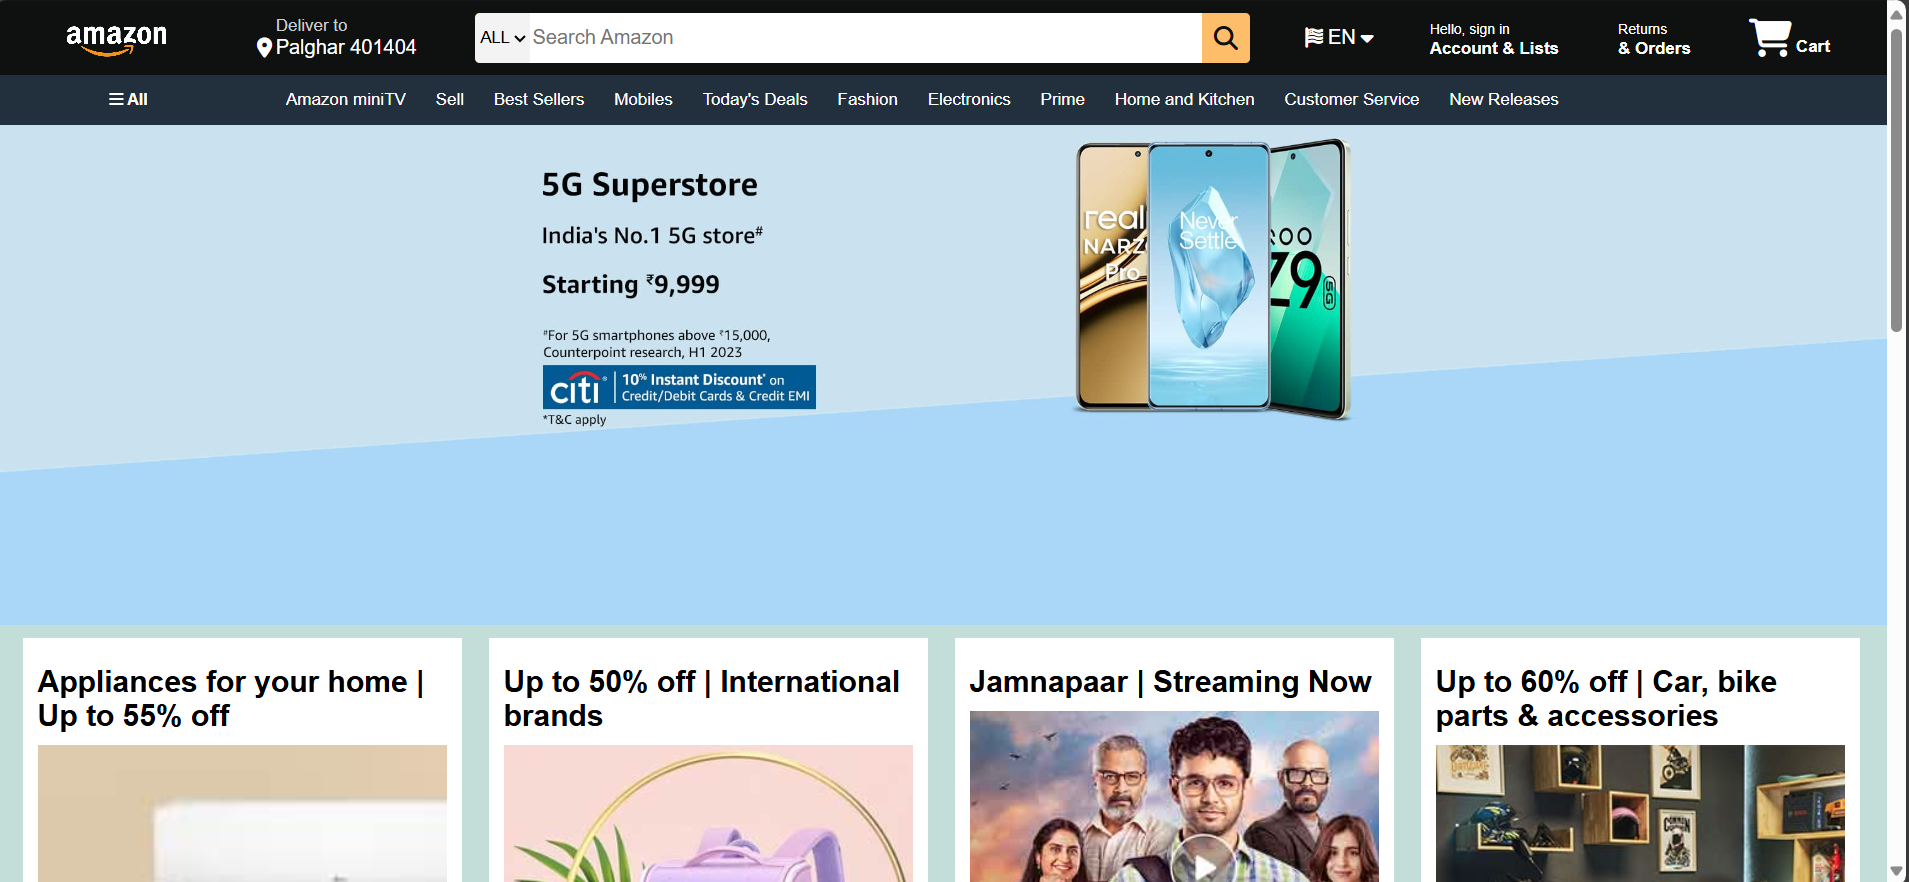 amazon
Deliver to
Palghar 401404
ALL
Search Amazon
EN
Hello, sign in
Account & Lists
Returns
& Orders
Cart
All
Amazon miniTV
Sell
Best Sellers
Mobiles
Today's Deals
Fashion
Electronics
Prime
Home and Kitchen
Customer Service
New Releases
5G Superstore
India's No.1 5G store#
Starting ₹9,999
#For 5G smartphones above ₹15,000,
Counterpoint research, H1 2023
citi® 10% Instant Discount* on
Credit/Debit Cards & Credit EMI
*T&C apply
real
NARZ
Pro
Never
Settle
QOO
Z9
5G
Appliances for your home |
Up to 55% off
Up to 50% off | International
brands
Jamnapaar | Streaming Now
Up to 60% off | Car, bike
parts & accessories